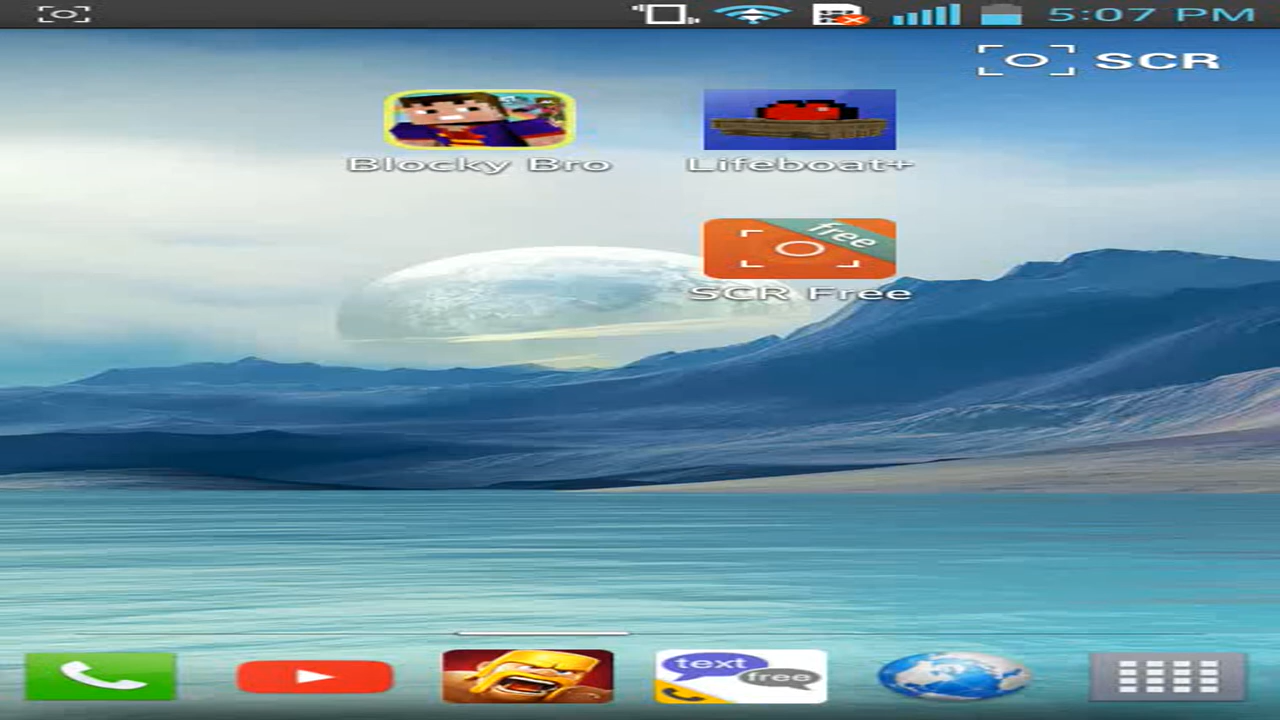 5:07 PM
SCR
Blocky Bro
Lifeboat+
free
SCR Free
text
free